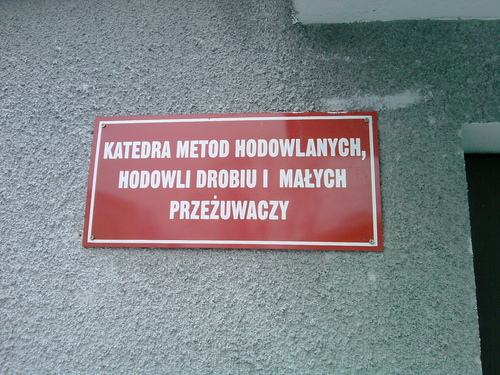 KATEDRA METOD HODOWLANYCH,
HODOWLI DROBIU I MAŁYCH
PRZEŻUWACZY